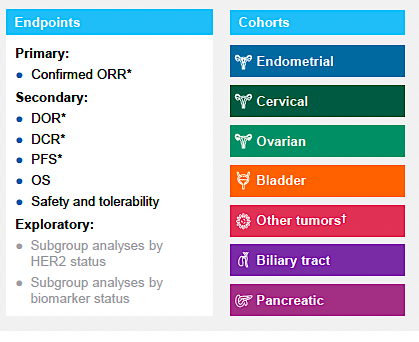 Endpoints
Primary:
● Confirmed ORR*
Secondary:
● DOR*
● DCR*
● PFS*
● OS
● Safety and tolerability
Exploratory:
● Subgroup analyses by
HER2 status
● Subgroup analyses by
biomarker status
Cohorts
Endometrial
Cervical
Ovarian
Bladder
Other tumors†
Biliary tract
Pancreatic